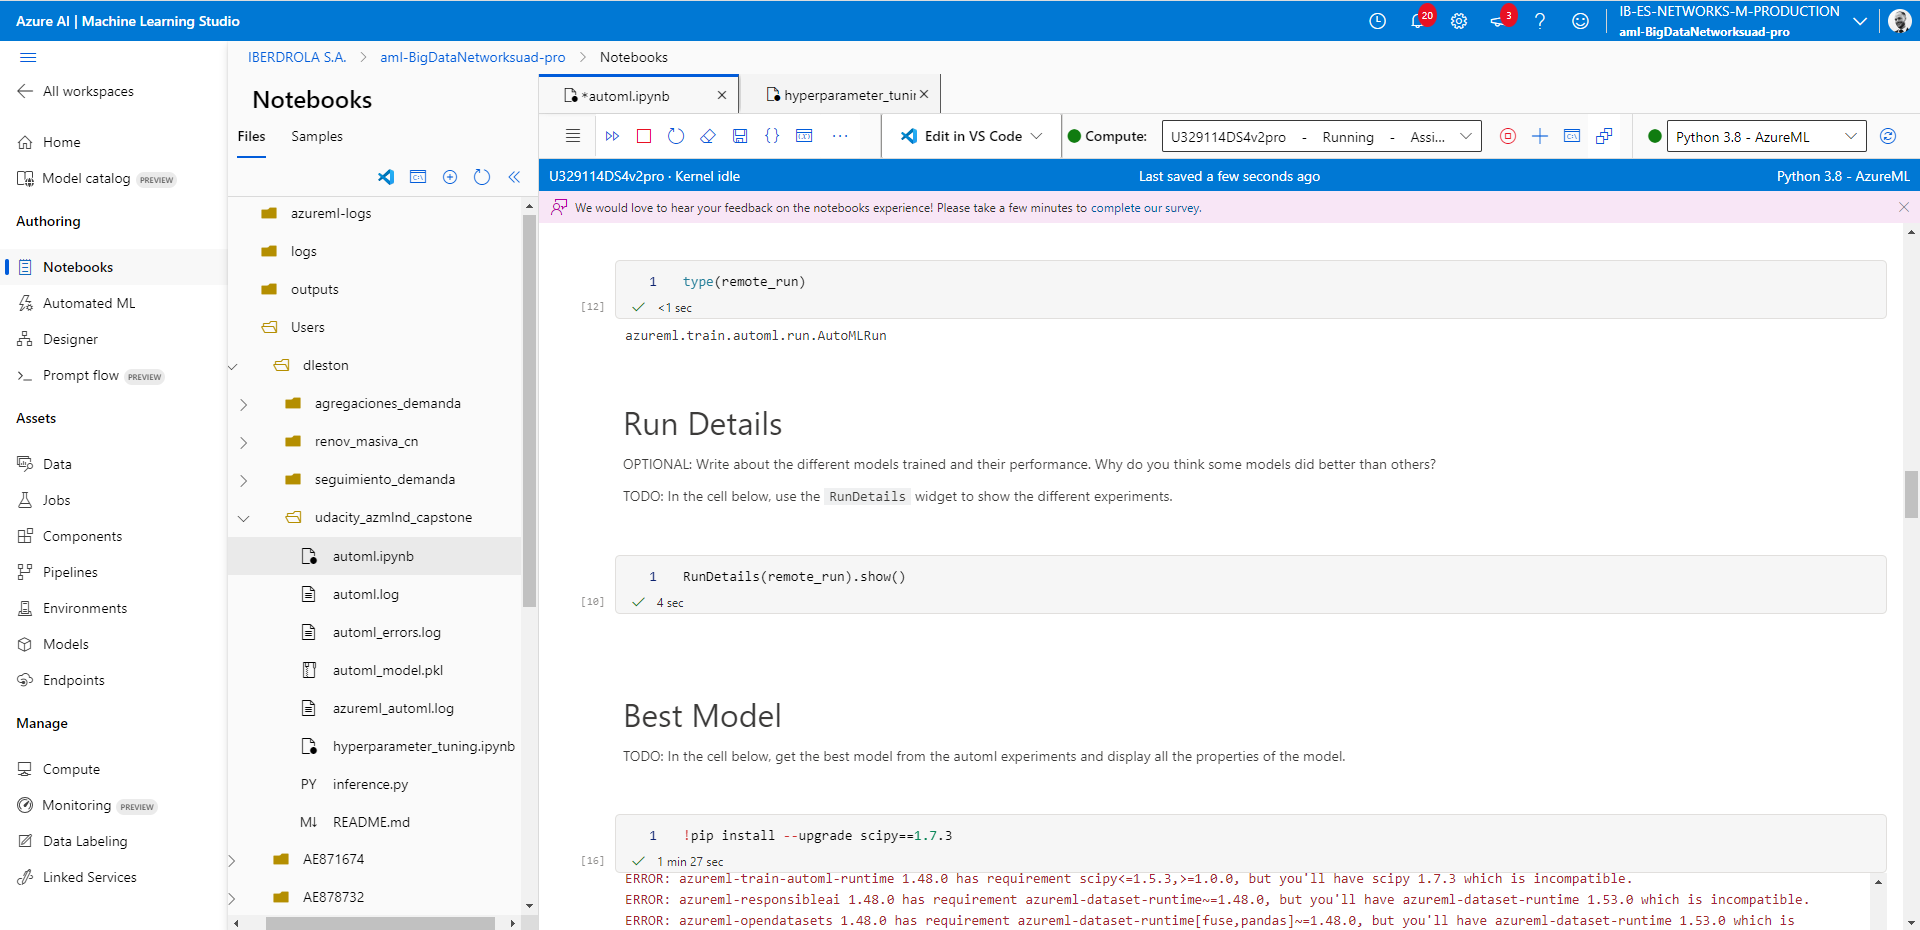 Azure AI | Machine Learning Studio
20
3
?
IB-ES-NETWORKS-M-PRODUCTION
aml-BigDataNetworksuad-pro
All workspaces
Home
Model catalog PREVIEW
Authoring
Notebooks
Automated ML
Designer
Prompt flow PREVIEW
Assets
Data
Jobs
Components
Pipelines
Environments
Models
Endpoints
Manage
Compute
Monitoring PREVIEW
Data Labeling
Linked Services
IBERDROLA S.A. > aml-BigDataNetworksuad-pro > Notebooks
Notebooks
Files Samples
azureml-logs
logs
outputs
Users
dleston
agregaciones_demanda
renov_masiva_cn
seguimiento_demanda
udacity_azmlnd_capstone
automl.ipynb
automl.log
automl_errors.log
automl_model.pkl
azureml_automl.log
hyperparameter_tuning.ipynb
PY inference.py
M↓ README.md
AE871674
AE878732
*automl.ipynb
hyperparameter_tunir
Edit in VS Code
Compute: U329114DS4v2pro - Running - Assi...
Python 3.8 - AzureML
U329114DS4v2pro · Kernel idle
Last saved a few seconds ago
Python 3.8 - AzureML
We would love to hear your feedback on the notebooks experience! Please take a few minutes to complete our survey.
1 type(remote_run)
[12] <1 sec
azureml.train.automl.run.AutoMLRun
Run Details
OPTIONAL: Write about the different models trained and their performance. Why do you think some models did better than others?
TODO: In the cell below, use the RunDetails widget to show the different experiments.
1 RunDetails(remote_run).show()
[10] 4 sec
Best Model
TODO: In the cell below, get the best model from the automl experiments and display all the properties of the model.
1 !pip install --upgrade scipy==1.7.3
[16] 1 min 27 sec
ERROR: azureml-train-automl-runtime 1.48.0 has requirement scipy<=1.5.3,>=1.0.0, but you'll have scipy 1.7.3 which is incompatible.
ERROR: azureml-responsibleai 1.48.0 has requirement azureml-dataset-runtime~=1.48.0, but you'll have azureml-dataset-runtime 1.53.0 which is incompatible.
ERROR: azureml-opendatasets 1.48.0 has requirement azureml-dataset-runtime[fuse,pandas]~=1.48.0, but you'll have azureml-dataset-runtime 1.53.0 which is